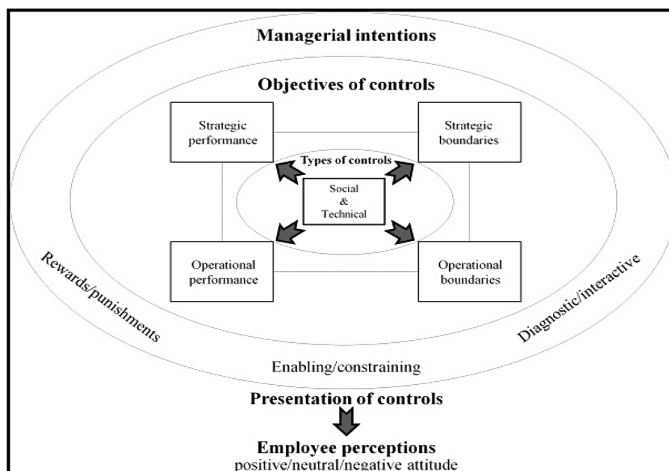 Managerial intentions
Objectives of controls
Strategic
performance
Strategic
boundaries
Types of controls
Social
&
Technical
Operational
performance
Operational
boundaries
Rewards/punishments
Diagnostic/interactive
Enabling/constraining
Presentation of controls
Employee perceptions
positive/neutral/negative attitude